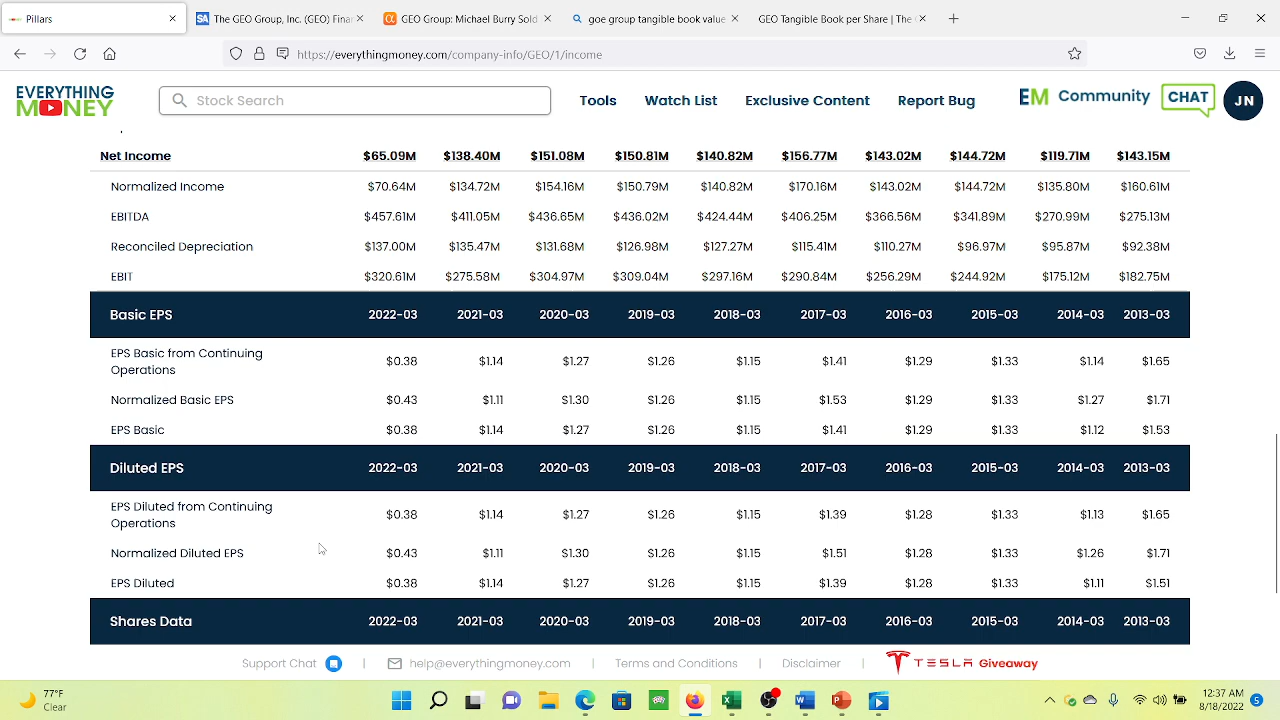 Pillars
SA The GEO Group, Inc. (GEO) Finar
GEO Group: Michael Burry Sold
goe group tangible book value
GEO Tangible Book per Share | The
https://everythingmoney.com/company-info/GEO/1/income
EVERYTHING MONEY
Stock Search
Tools
Watch List
Exclusive Content
Report Bug
EM Community
CHAT
JN
Net Income $65.09M $138.40M $151.08M $150.81M $140.82M $156.77M $143.02M $144.72M $119.71M $143.15M
Normalized Income $70.64M $134.72M $154.16M $150.79M $140.82M $170.16M $143.02M $144.72M $135.80M $160.61M
EBITDA $457.61M $411.05M $436.65M $436.02M $424.44M $406.25M $366.56M $341.89M $270.99M $275.13M
Reconciled Depreciation $137.00M $135.47M $131.68M $126.98M $127.27M $115.41M $110.27M $96.97M $95.87M $92.38M
EBIT $320.61M $275.58M $304.97M $309.04M $297.16M $290.84M $256.29M $244.92M $175.12M $182.75M
Basic EPS 2022-03 2021-03 2020-03 2019-03 2018-03 2017-03 2016-03 2015-03 2014-03 2013-03
EPS Basic from Continuing
Operations $0.38 $1.14 $1.27 $1.26 $1.15 $1.41 $1.29 $1.33 $1.14 $1.65
Normalized Basic EPS $0.43 $1.11 $1.30 $1.26 $1.15 $1.53 $1.29 $1.33 $1.27 $1.71
EPS Basic $0.38 $1.14 $1.27 $1.26 $1.15 $1.41 $1.29 $1.33 $1.12 $1.53
Diluted EPS 2022-03 2021-03 2020-03 2019-03 2018-03 2017-03 2016-03 2015-03 2014-03 2013-03
EPS Diluted from Continuing
Operations $0.38 $1.14 $1.27 $1.26 $1.15 $1.39 $1.28 $1.33 $1.13 $1.65
Normalized Diluted EPS $0.43 $1.11 $1.30 $1.26 $1.15 $1.51 $1.28 $1.33 $1.26 $1.71
EPS Diluted $0.38 $1.14 $1.27 $1.26 $1.15 $1.39 $1.28 $1.33 $1.11 $1.51
Shares Data 2022-03 2021-03 2020-03 2019-03 2018-03 2017-03 2016-03 2015-03 2014-03 2013-03
Support Chat | help@everythingmoney.com | Terms and Conditions | Disclaimer | TESLA Giveaway
77°F
Clear
12:37 AM
8/18/2022
5